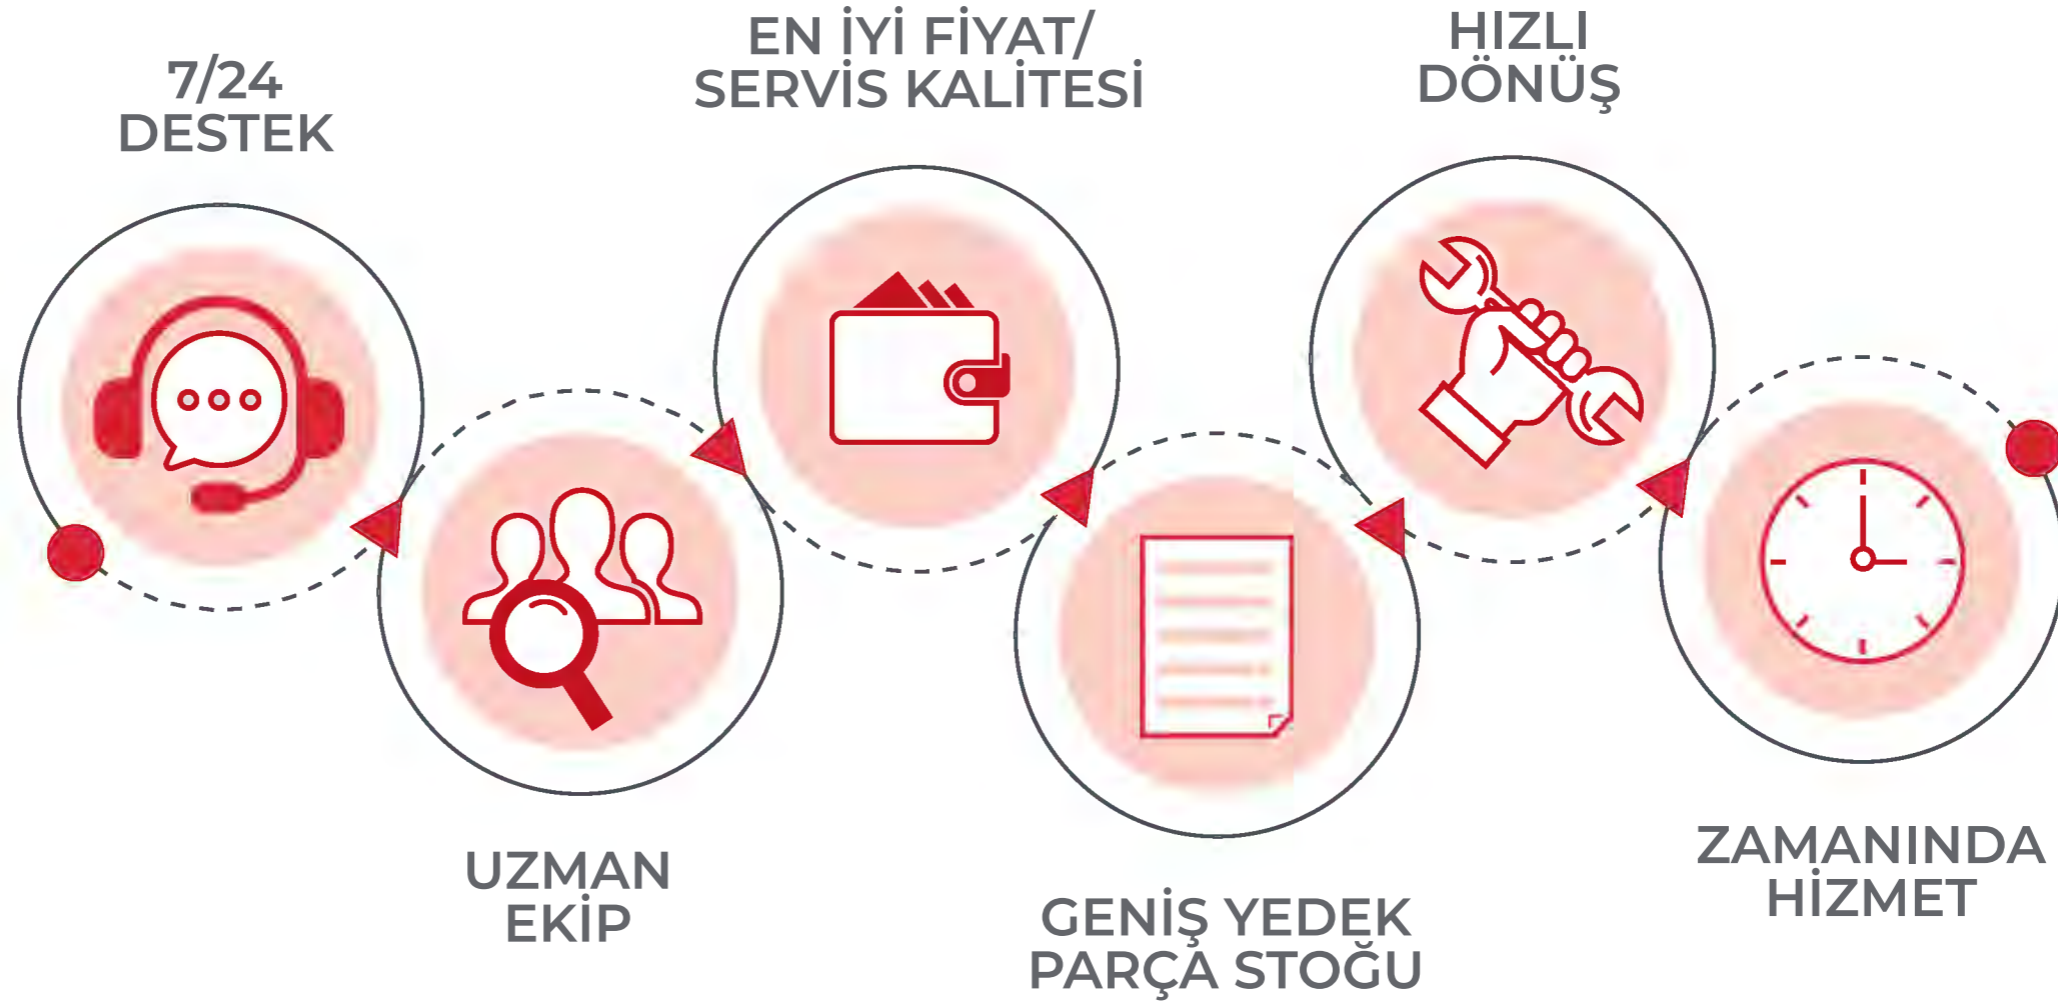 7/24
DESTEK
UZMAN
EKİP
EN İYİ FİYAT/
SERVİS KALİTESİ
GENİŞ YEDEK
PARÇA STOĞU
HIZLI
DÖNÜŞ
ZAMANINDA
HİZMET